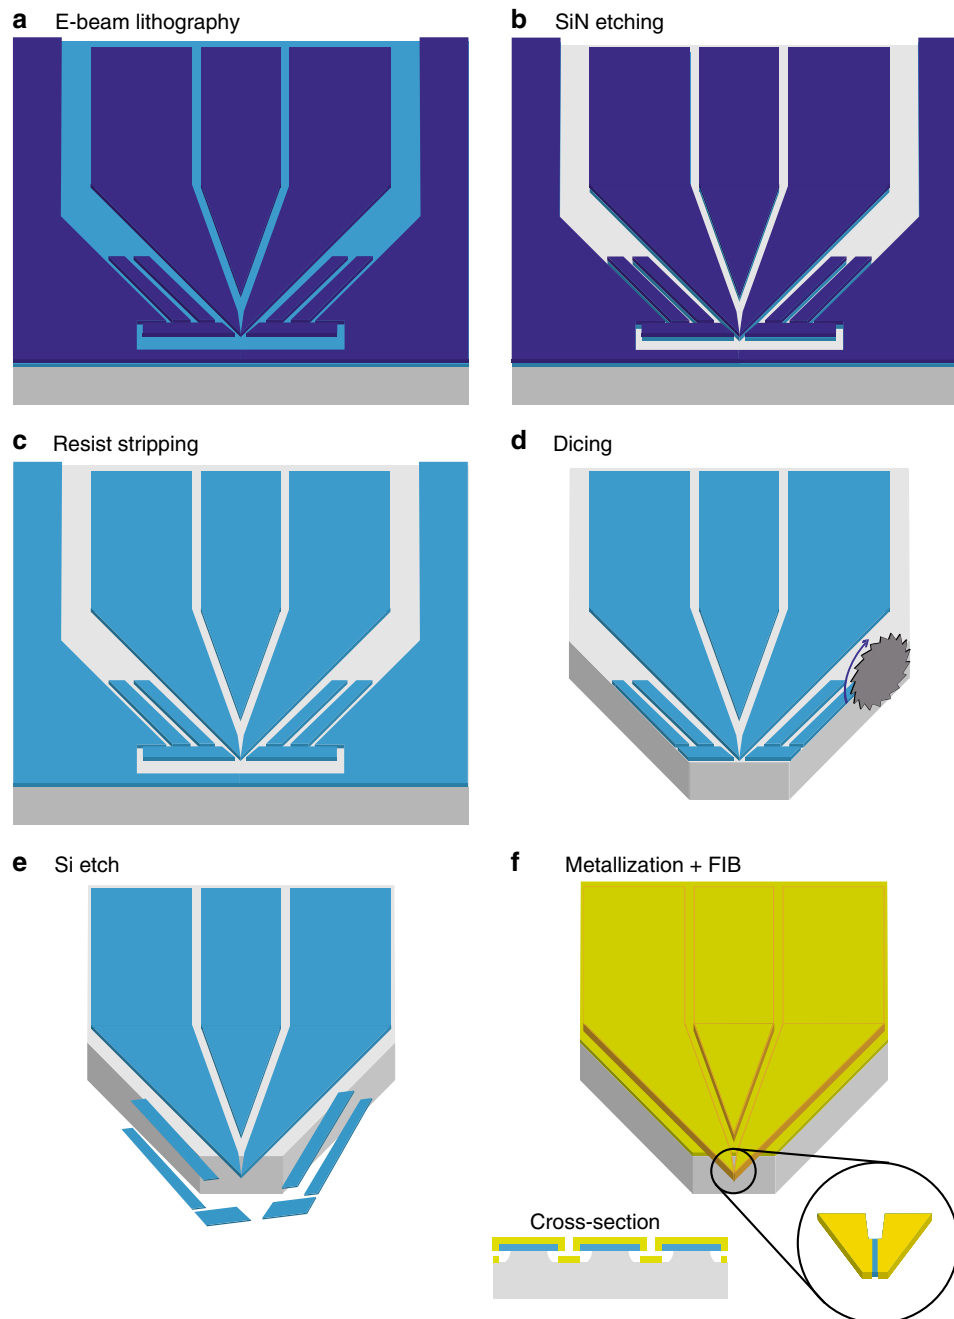 a E-beam lithography
b SiN etching
c Resist stripping
d Dicing
e Si etch
f Metallization + FIB
Cross-section